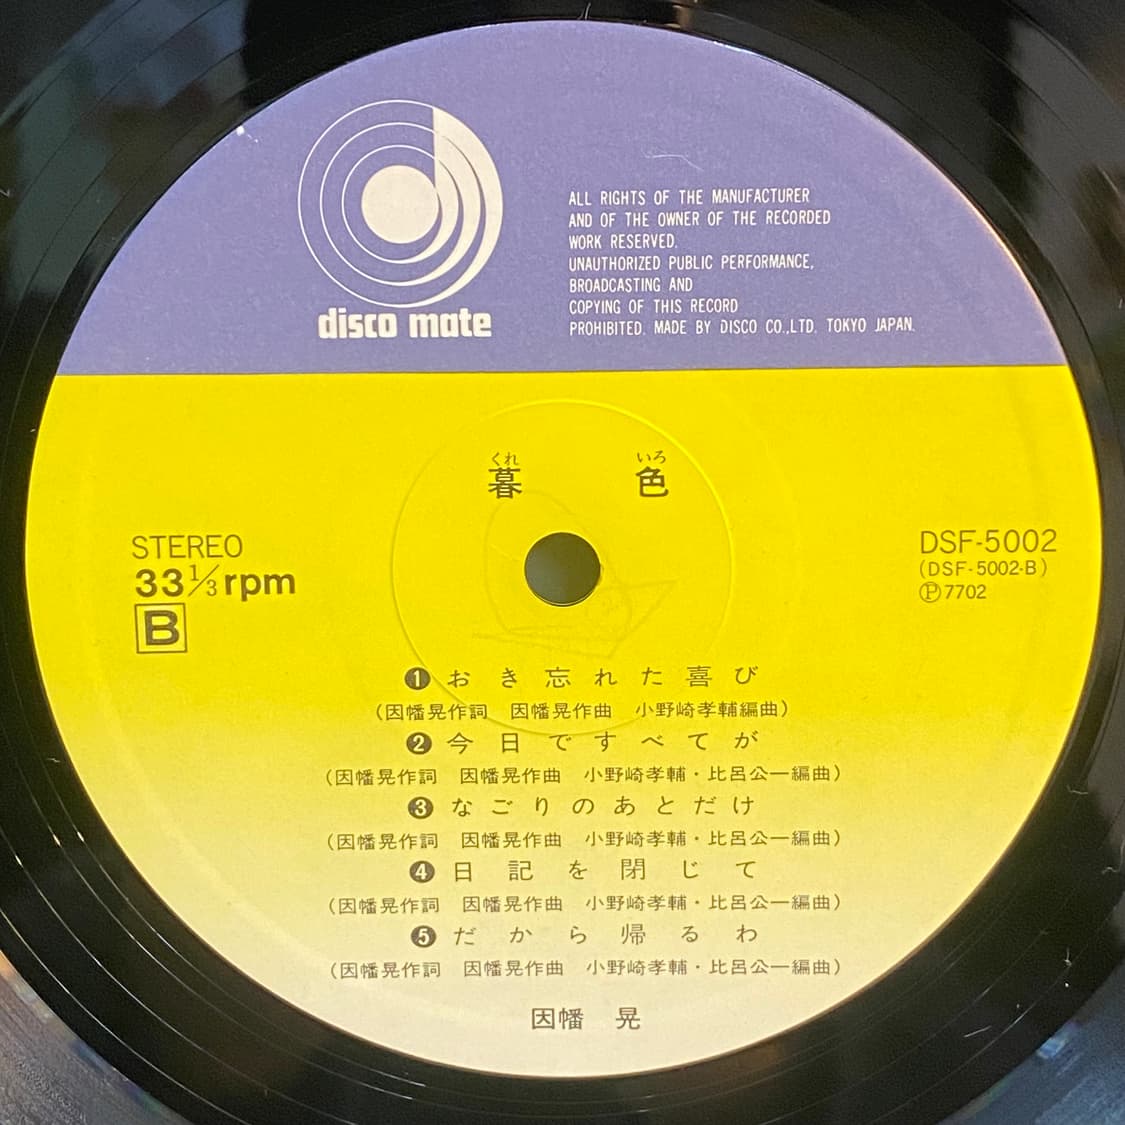 disco mate
ALL RIGHTS OF THE MANUFACTURER
AND OF THE OWNER OF THE RECORDED
WORK RESERVED.
UNAUTHORIZED PUBLIC PERFORMANCE,
BROADCASTING AND
COPYING OF THIS RECORD
PROHIBITED. MADE BY DISCO CO.,LTD. TOKYO JAPAN.
くれ いろ
暮 色
STEREO
33 1/3 rpm
B
DSF-5002
(DSF-5002-B)
Ⓟ7702
❶ おき忘れた喜び
(因幡晃作詞 因幡晃作曲 小野崎孝輔編曲)
❷ 今日ですべてが
(因幡晃作詞 因幡晃作曲 小野崎孝輔・比呂公一編曲)
❸ なごりのあとだけ
(因幡晃作詞 因幡晃作曲 小野崎孝輔・比呂公一編曲)
❹ 日記を閉じて
(因幡晃作詞 因幡晃作曲 小野崎孝輔・比呂公一編曲)
❺ だから帰るわ
(因幡晃作詞 因幡晃作曲 小野崎孝輔・比呂公一編曲)
因幡 晃